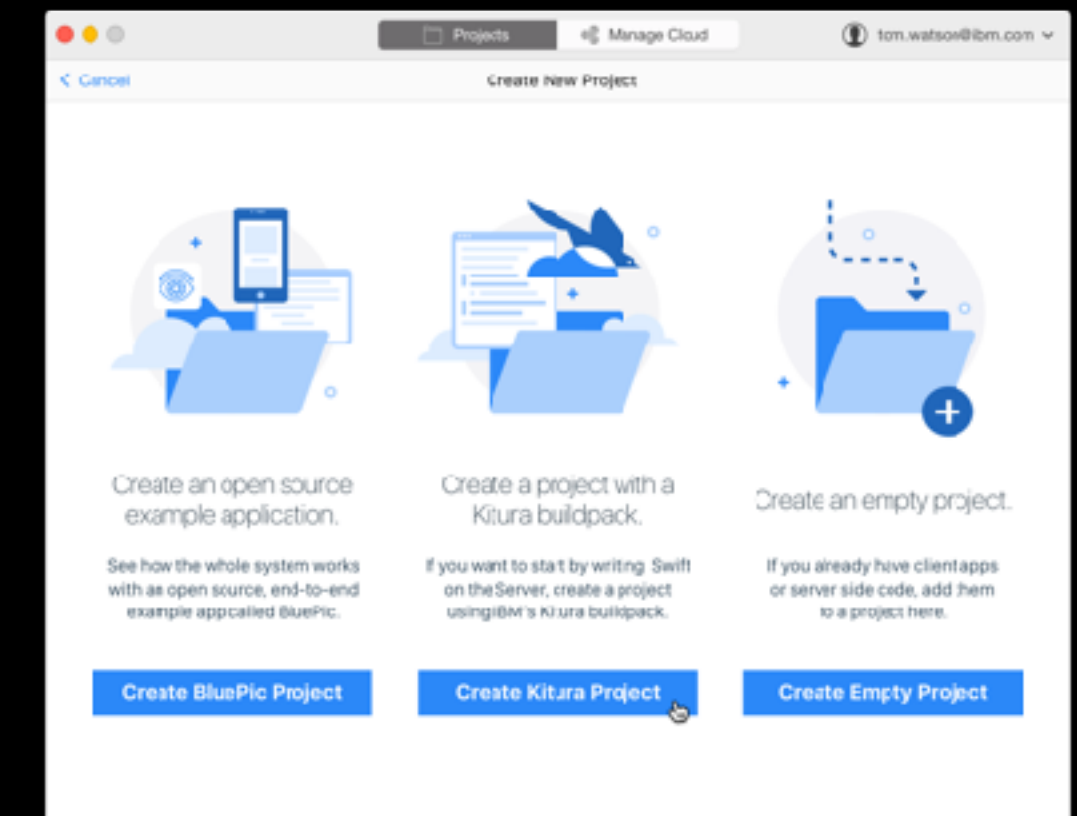 Projects
Manage Cloud
tom.watson@ibm.com
Cancel
Create New Project
Create an open source
example application.
See how the whole system works
with an open source, end-to-end
example app called BluePic.
Create BluePic Project
Create a project with a
Kitura buildpack.
If you want to start by writing Swift
on the Server, create a project
using IBM's Kitura buildpack.
Create Kitura Project
Create an empty project.
If you already have client apps
or server side code, add them
to a project here.
Create Empty Project